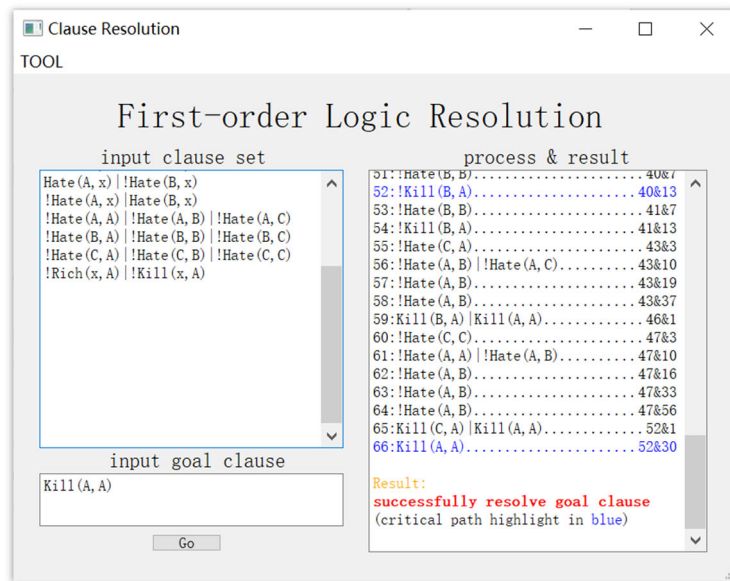 Clause Resolution
TOOL
First-order Logic Resolution
input clause set
Hate(A,x)|!Hate(B,x)
!Hate(A,x)|Hate(B,x)
!Hate(A,A)|!Hate(A,B)|!Hate(A,C)
!Hate(B,A)|!Hate(B,B)|!Hate(B,C)
!Hate(C,A)|!Hate(C,B)|!Hate(C,C)
!Rich(x,A)|!Kill(x,A)
input goal clause
Kill(A,A)
Go
process & result
51:!Hate(B,B)......................40&7
52:!Kill(B,A).....................40&13
53:!Hate(B,B)......................41&7
54:!Kill(B,A).....................41&13
55:!Hate(C,A)......................43&3
56:!Hate(A,B)|!Hate(A,C)..........43&10
57:!Hate(A,B).....................43&19
58:!Hate(A,B).....................43&37
59:Kill(B,A)|Kill(A,A).............46&1
60:!Hate(C,C)......................47&3
61:!Hate(A,A)|!Hate(A,B)..........47&10
62:!Hate(A,B).....................47&16
63:!Hate(A,B).....................47&33
64:!Hate(A,B).....................47&56
65:Kill(C,A)|Kill(A,A).............52&1
66:Kill(A,A)......................52&30
Result:
successfully resolve goal clause
(critical path highlight in blue)